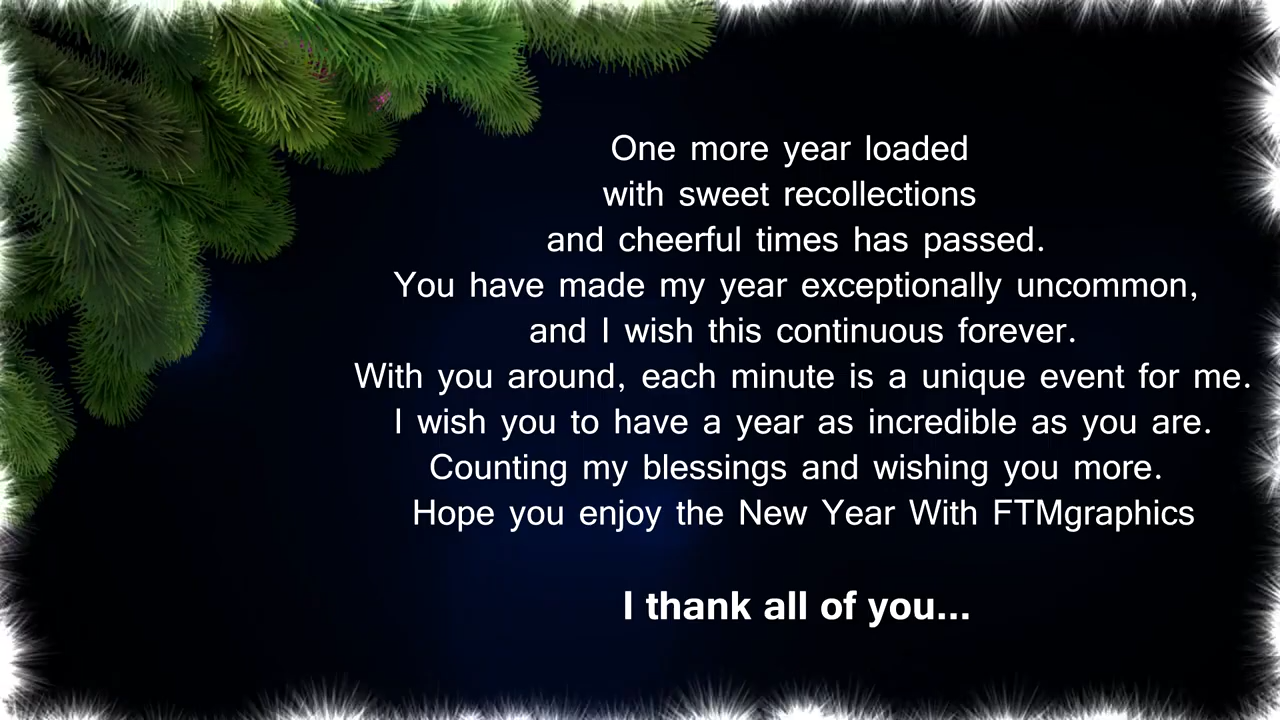 One more year loaded
with sweet recollections
and cheerful times has passed.
You have made my year exceptionally uncommon,
and I wish this continuous forever.
With you around, each minute is a unique event for me.
I wish you to have a year as incredible as you are.
Counting my blessings and wishing you more.
Hope you enjoy the New Year With FTMgraphics
I thank all of you...